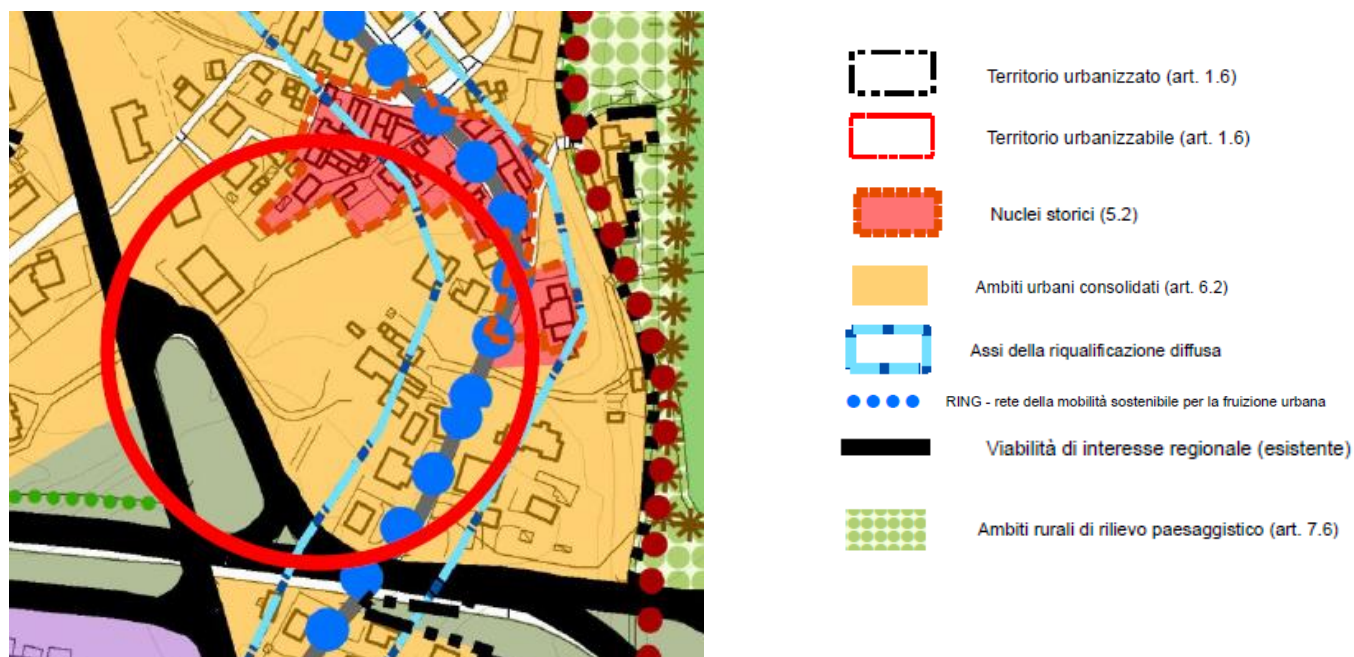 Territorio urbanizzato (art. 1.6)
Territorio urbanizzabile (art. 1.6)
Nuclei storici (5.2)
Ambiti urbani consolidati (art. 6.2)
Assi della riqualificazione diffusa
RING - rete della mobilità sostenibile per la fruizione urbana
Viabilità di interesse regionale (esistente)
Ambiti rurali di rilievo paesaggistico (art. 7.6)